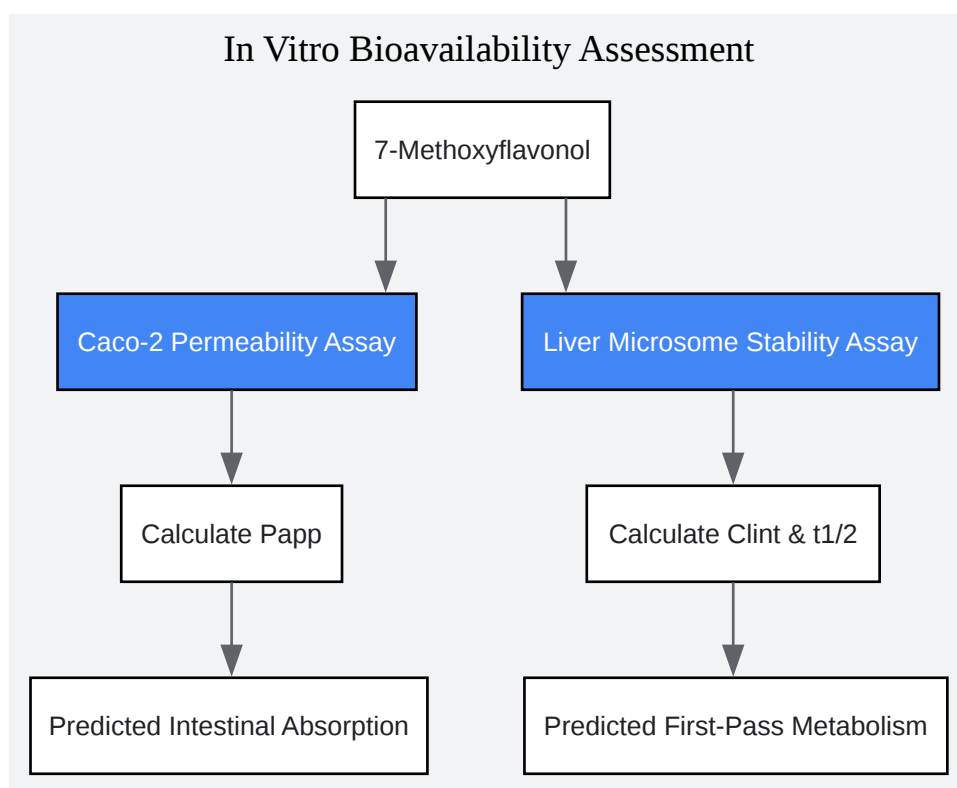 In Vitro Bioavailability Assessment
7-Methoxyflavonol
Caco-2 Permeability Assay
Liver Microsome Stability Assay
Calculate Papp
Calculate Clint & t1/2
Predicted Intestinal Absorption
Predicted First-Pass Metabolism